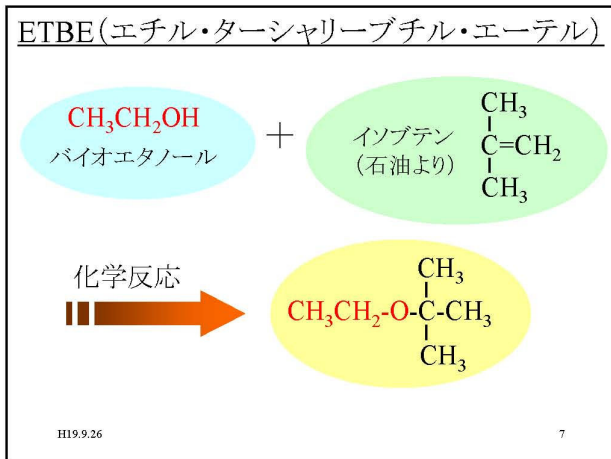 ETBE(エチル・ターシャリーブチル・エーテル)
CH3CH2OH
バイオエタノール
+
イソブテン
(石油より)
CH3
C=CH2
CH3
化学反応
CH3
CH3CH2-O-C-CH3
CH3
H19.9.26
7